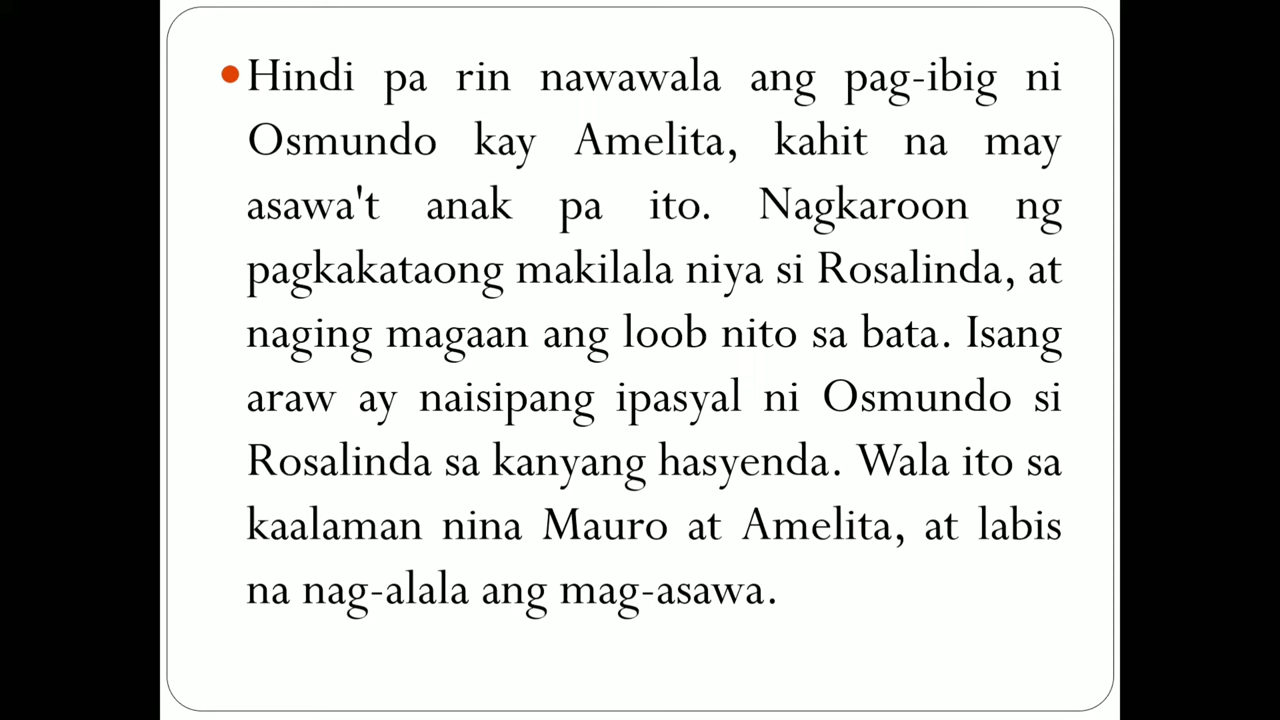 Hindi pa rin nawawala ang pag-ibig ni
Osmundo kay Amelita, kahit na may
asawa't anak pa ito. Nagkaroon ng
pagkakataong makilala niya si Rosalinda, at
naging magaan ang loob nito sa bata. Isang
araw ay naisipang ipasyal ni Osmundo si
Rosalinda sa kanyang hasyenda. Wala ito sa
kaalaman nina Mauro at Amelita, at labis
na nag-alala ang mag-asawa.